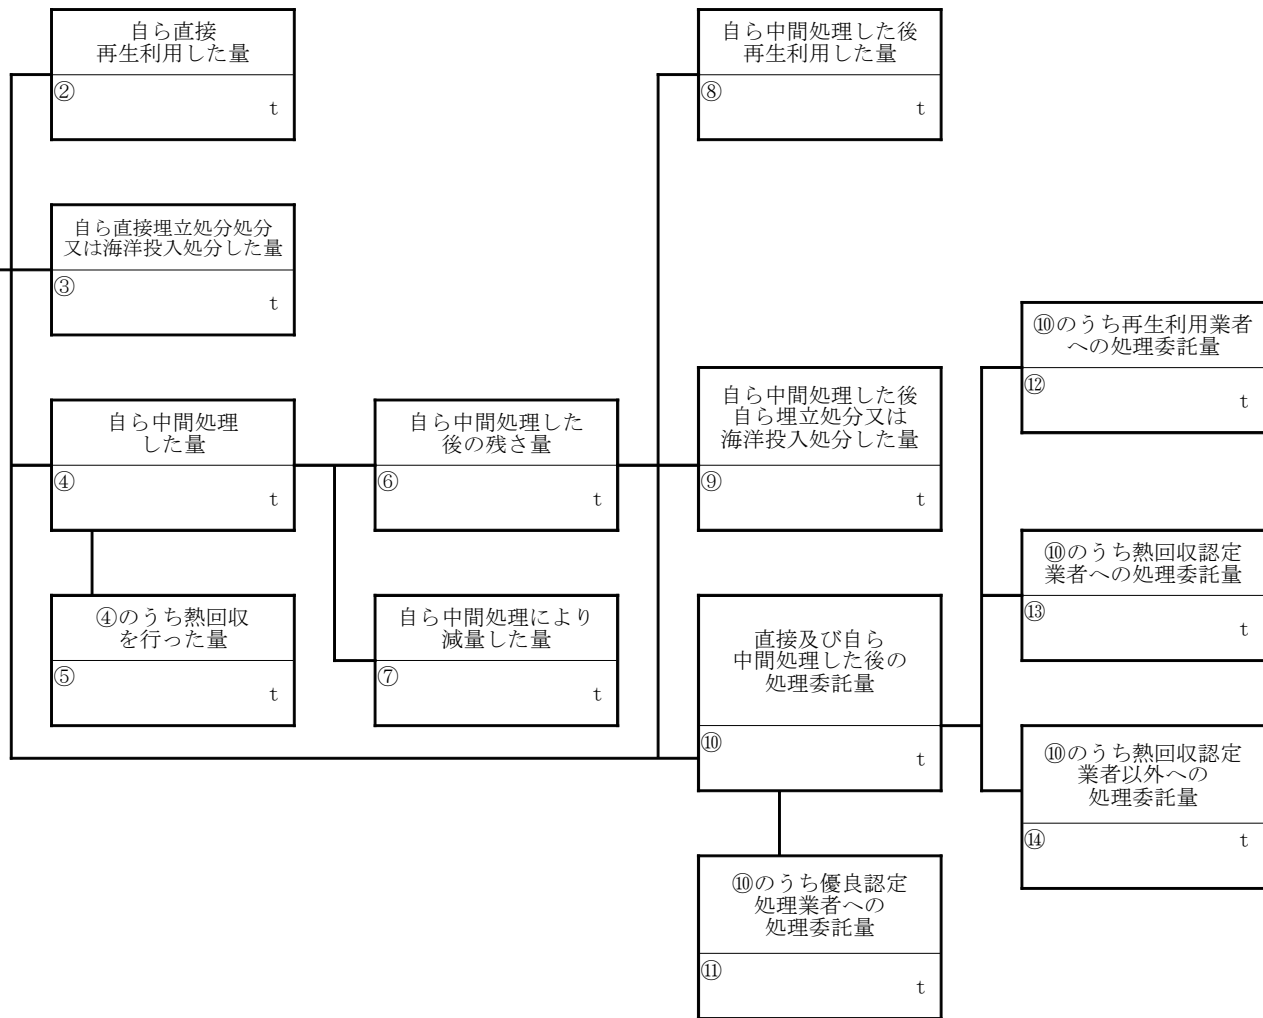 自ら直接
再生利用した量
②
t
自ら中間処理した後
再生利用した量
⑧
t
自ら直接埋立処分処分
又は海洋投入処分した量
③
t
⑩のうち再生利用業者
への処理委託量
⑫
t
自ら中間処理
した量
④
t
自ら中間処理した
後の残さ量
⑥
t
自ら中間処理した後
自ら埋立処分又は
海洋投入処分した量
⑨
t
⑩のうち熱回収認定
業者への処理委託量
⑬
t
④のうち熱回収
を行った量
⑤
t
自ら中間処理により
減量した量
⑦
t
直接及び自ら
中間処理した後の
処理委託量
⑩
t
⑩のうち熱回収認定
業者以外への
処理委託量
⑭
t
⑩のうち優良認定
処理業者への
処理委託量
⑪
t